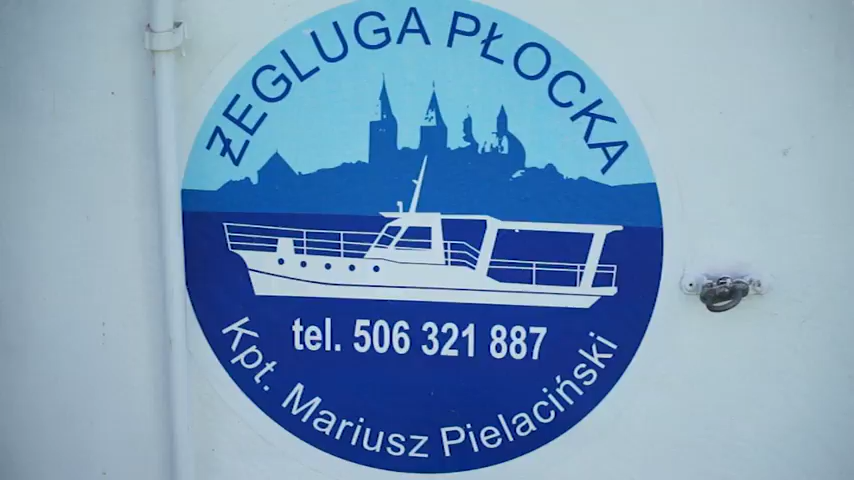 ŻEGLUGA PŁOCKA
tel. 506 321 887
Kpt. Mariusz Pielaciński